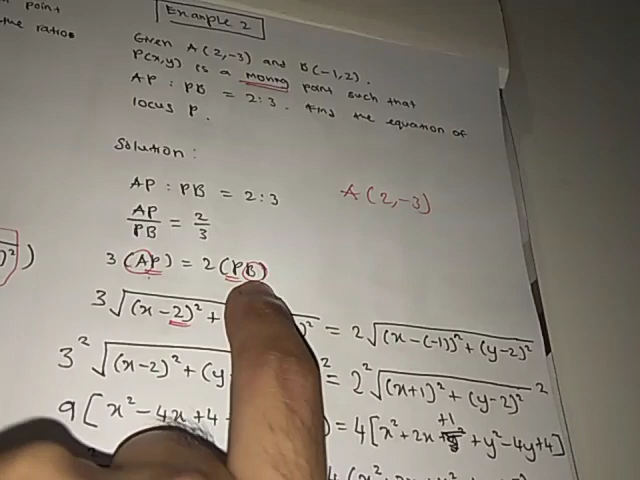 point
the ratio
Example 2
Given A(2,-3) and B(-1,2).
P(x,y) is a moving point such that
AP : PB = 2:3. Find the equation of
locus P.
Solution:
AP : PB = 2:3
A(2,-3)
AP/PB = 2/3
3(AP) = 2(PB)
)²)
3√(x-2)²+ )² = 2√(x-(-1))²+(y-2)²
3²√(x-2)²+(y ² = 2²√(x+1)²+(y-2)² ²
9[x²-4x+4 ) = 4[x²+2x+1+y²-4y+4]